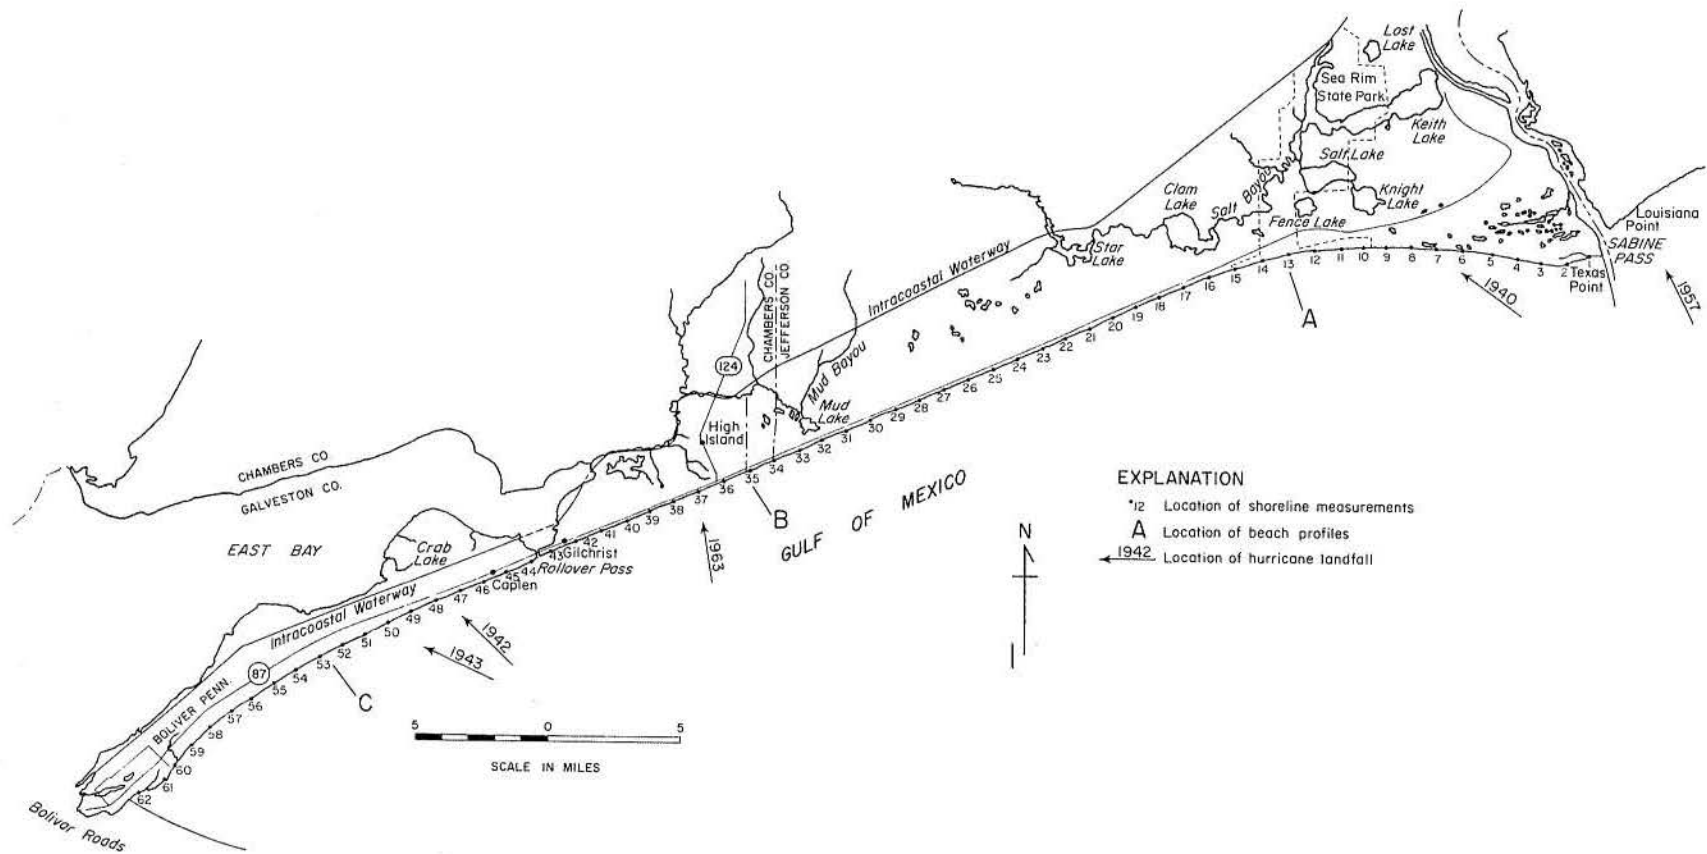 Lost
Lake
Sea Rim
State Park
Keith
Lake
Salt Lake
Knight
Lake
Fence Lake
Clam
Lake
Salt
Bayou
Star
Lake
Louisiana
Point
SABINE
PASS
Texas
Point
1940
1957
Intracoastal Waterway
CHAMBERS CO.
JEFFERSON CO.
124
Mud Bayou
Mud
Lake
High
Island
1 2 3 4 5 6 7 8 9 10 11 12 13 14 15 16 17 18 19 20 21 22 23 24 25 26 27 28 29 30 31 32 33 34 35 36 37 38 39 40 41 42 43 44 45 46 47 48 49 50 51 52 53 54 55 56 57 58 59 60 61 62
A
B
C
CHAMBERS CO
GALVESTON CO.
EAST BAY
Crab
Lake
Gilchrist
Rollover Pass
Caplen
1963
1942
1943
GULF OF MEXICO
Intracoastal Waterway
87
BOLIVER PENN.
Bolivar Roads
EXPLANATION
•12 Location of shoreline measurements
A Location of beach profiles
1942 Location of hurricane landfall
N
5 0 5
SCALE IN MILES